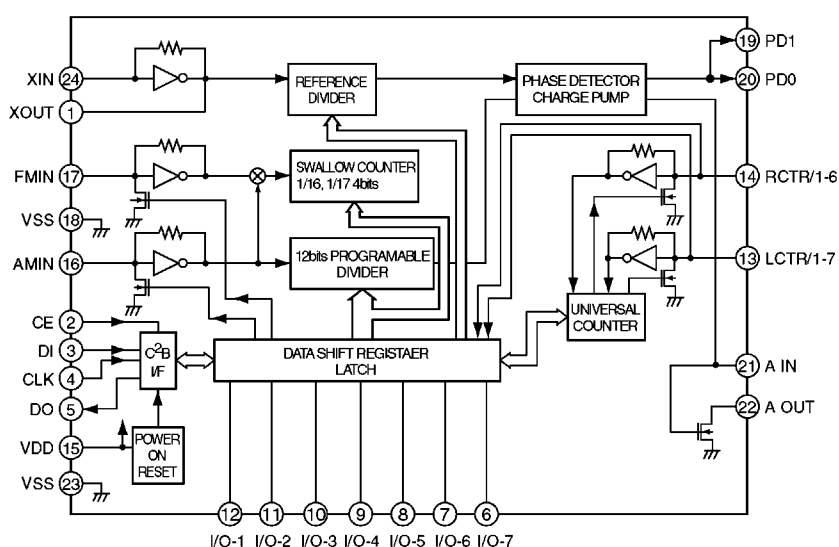 19 PD1
XIN 24
REFERENCE
DIVIDER
PHASE DETECTOR
CHARGE PUMP
20 PD0
XOUT 1
FMIN 17
SWALLOW COUNTER
1/16, 1/17 4bits
14 RCTR/1-6
VSS 18
AMIN 16
12bits PROGRAMABLE
DIVIDER
13 LCTR/1-7
UNIVERSAL
COUNTER
CE 2
DI 3
C2B
I/F
DATA SHIFT REGISTAER
LATCH
CLK 4
21 A IN
DO 5
22 A OUT
VDD 15
POWER
ON
RESET
VSS 23
12 11 10 9 8 7 6
I/O-1 I/O-2 I/O-3 I/O-4 I/O-5 I/O-6 I/O-7